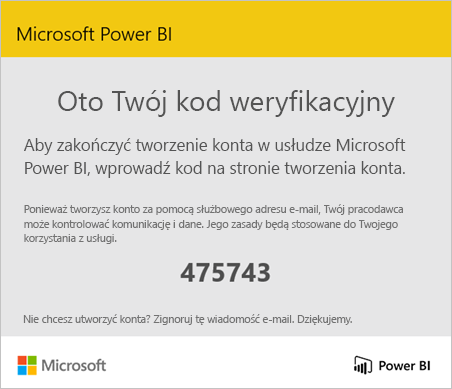 Microsoft Power BI
Oto Twój kod weryfikacyjny
Aby zakończyć tworzenie konta w usłudze Microsoft
Power BI, wprowadź kod na stronie tworzenia konta.
Ponieważ tworzysz konto za pomocą służbowego adresu e-mail, Twój pracodawca
może kontrolować komunikację i dane. Jego zasady będą stosowane do Twojego
korzystania z usługi.
475743
Nie chcesz utworzyć konta? Zignoruj tę wiadomość e-mail. Dziękujemy.
Microsoft
Power BI